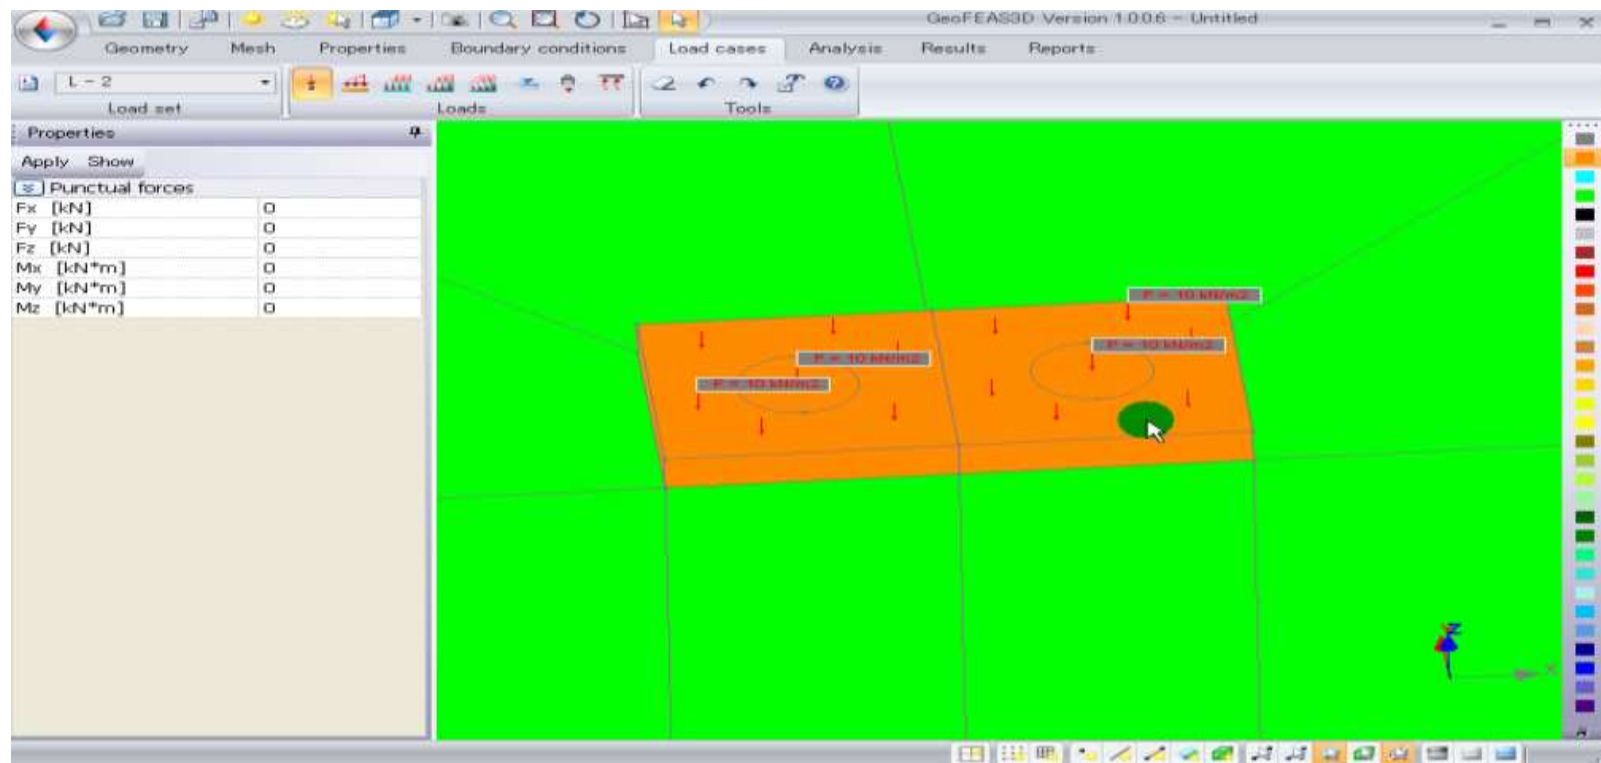 GeoFEAS3D Version 1.0.0.6 - Untitled
Geometry Mesh Properties Boundary conditions Load cases Analysis Results Reports
L - 2
Load set Loads Tools
Properties
Apply Show
Punctual forces
Fx [kN] 0
Fy [kN] 0
Fz [kN] 0
Mx [kN*m] 0
My [kN*m] 0
Mz [kN*m] 0
P = 10 kN/m2
P = 10 kN/m2
P = 10 kN/m2
P = 10 kN/m2
Z
X